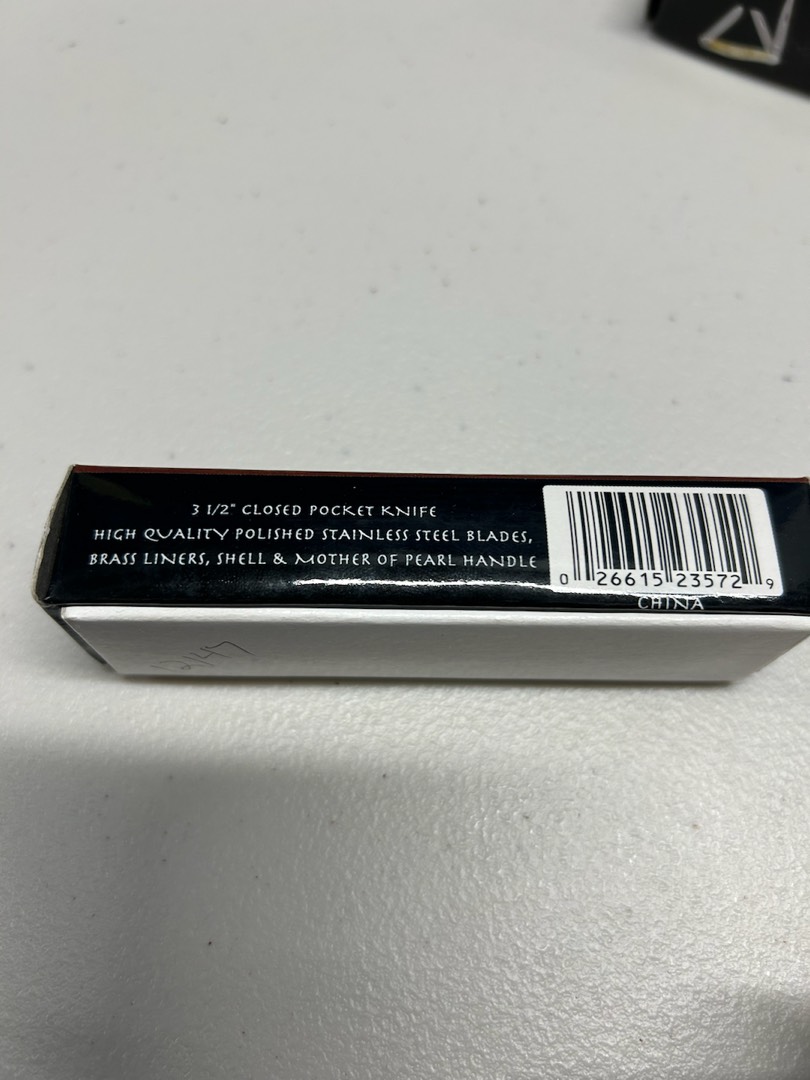 3 1/2" CLOSED POCKET KNIFE
HIGH QUALITY POLISHED STAINLESS STEEL BLADES,
BRASS LINERS, SHELL & MOTHER OF PEARL HANDLE
0 26615 23572 9
CHINA